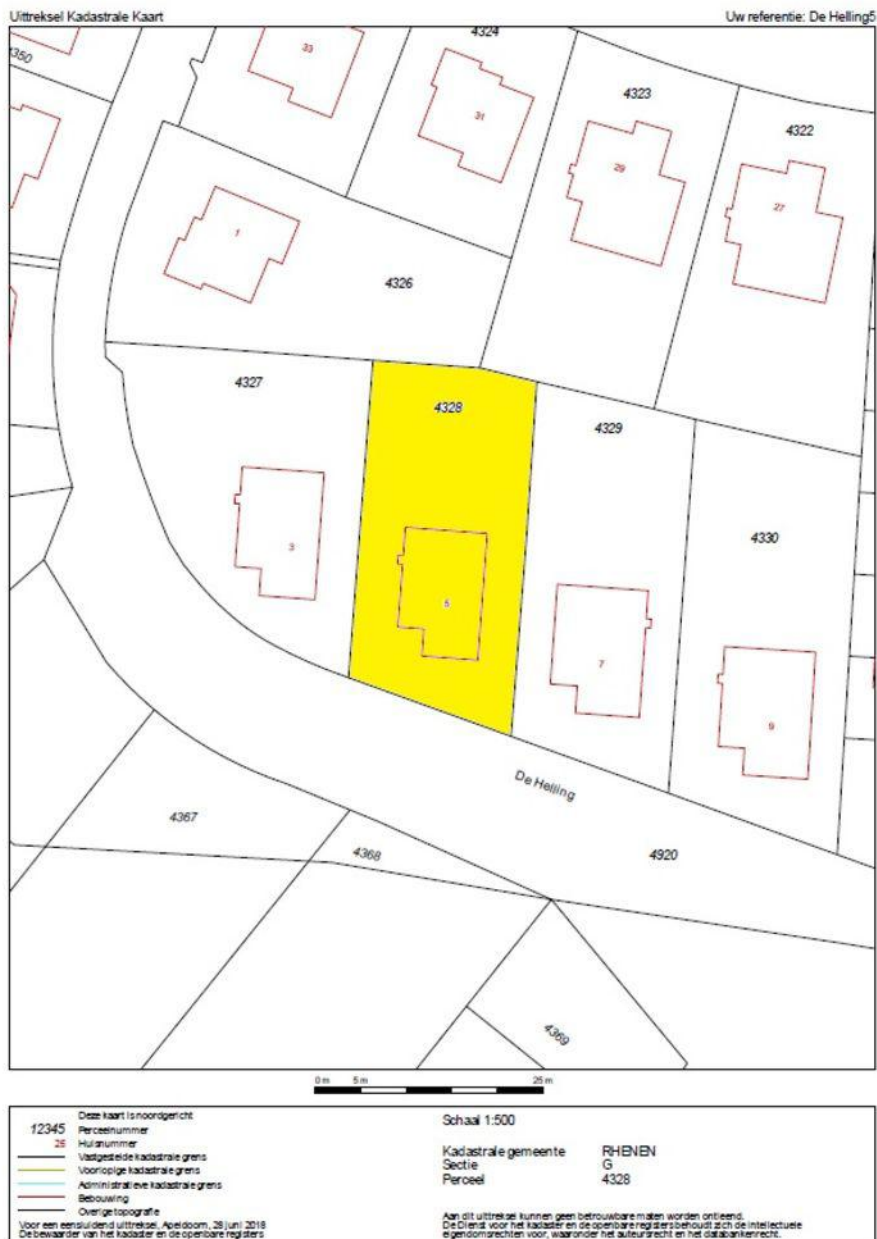 Uittreksel Kadastrale Kaart
Uw referentie: De Helling5
4324
33
4350
4323
31
4322
29
27
1
4326
4327
4328
4329
3
4330
5
7
9
De Helling
4367
4368
4920
4369
0 m 5 m 25 m
Deze kaart is noordgericht
12345 Perceelnummer
25 Huisnummer
Vastgestelde kadastrale grens
Voorlopige kadastrale grens
Administratieve kadastrale grens
Bebouwing
Overige topografie
Voor een eensluidend uittreksel, Apeldoorn, 28 juni 2018
De bewaarder van het kadaster en de openbare registers
Schaal 1:500
Kadastrale gemeente RHENEN
Sectie G
Perceel 4328
Aan dit uittreksel kunnen geen betrouwbare maten worden ontleend.
De Dienst voor het kadaster en de openbare registers behoudt zich de intellectuele
eigendomsrechten voor, waaronder het auteursrecht en het databankenrecht.